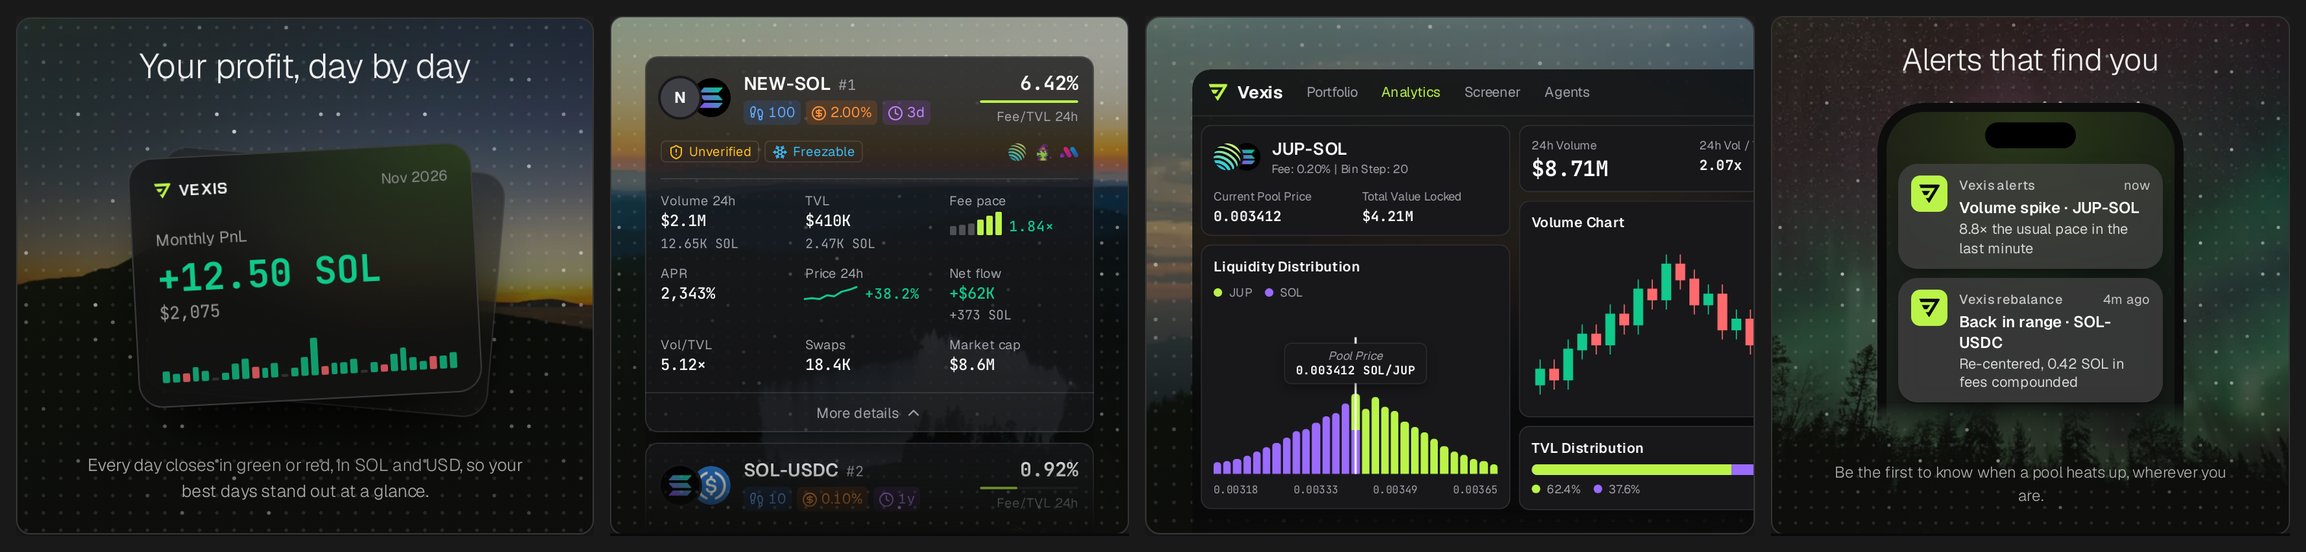 Your profit, day by day
VEXIS
Nov 2026
Monthly PnL
+12.50 SOL
$2,075
Every day closes in green or red, in SOL and USD, so your
best days stand out at a glance.
N
NEW-SOL #1
6.42%
100
2.00%
3d
Fee/TVL 24h
Unverified
Freezable
Volume 24h
TVL
Fee pace
$2.1M
$410K
1.84×
12.65K SOL
2.47K SOL
APR
Price 24h
Net flow
2,343%
+38.2%
+$62K
+373 SOL
Vol/TVL
Swaps
Market cap
5.12×
18.4K
$8.6M
More details
SOL-USDC #2
0.92%
10
0.10%
1y
Fee/TVL 24h
Vexis
Portfolio
Analytics
Screener
Agents
JUP-SOL
Fee: 0.20% | Bin Step: 20
Current Pool Price
Total Value Locked
0.003412
$4.21M
24h Volume
24h Vol /
$8.71M
2.07x
Liquidity Distribution
JUP
SOL
Pool Price
0.003412 SOL/JUP
0.00318
0.00333
0.00349
0.00365
Volume Chart
TVL Distribution
62.4%
37.6%
Alerts that find you
Vexis alerts
now
Volume spike · JUP-SOL
8.8× the usual pace in the
last minute
Vexis rebalance
4m ago
Back in range · SOL-
USDC
Re-centered, 0.42 SOL in
fees compounded
Be the first to know when a pool heats up, wherever you
are.